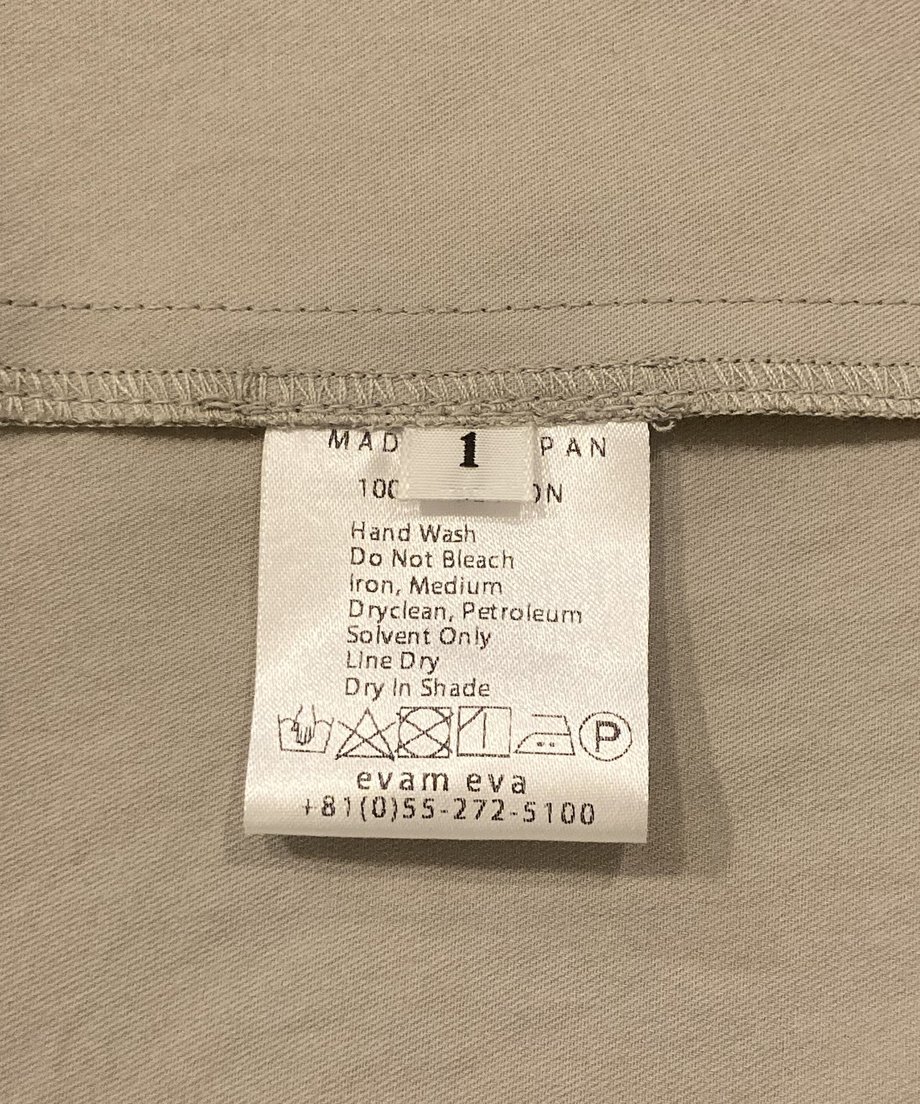 1
MAD PAN
100 ON
Hand Wash
Do Not Bleach
Iron, Medium
Dryclean, Petroleum
Solvent Only
Line Dry
Dry In Shade
P
evam eva
+81(0)55-272-5100